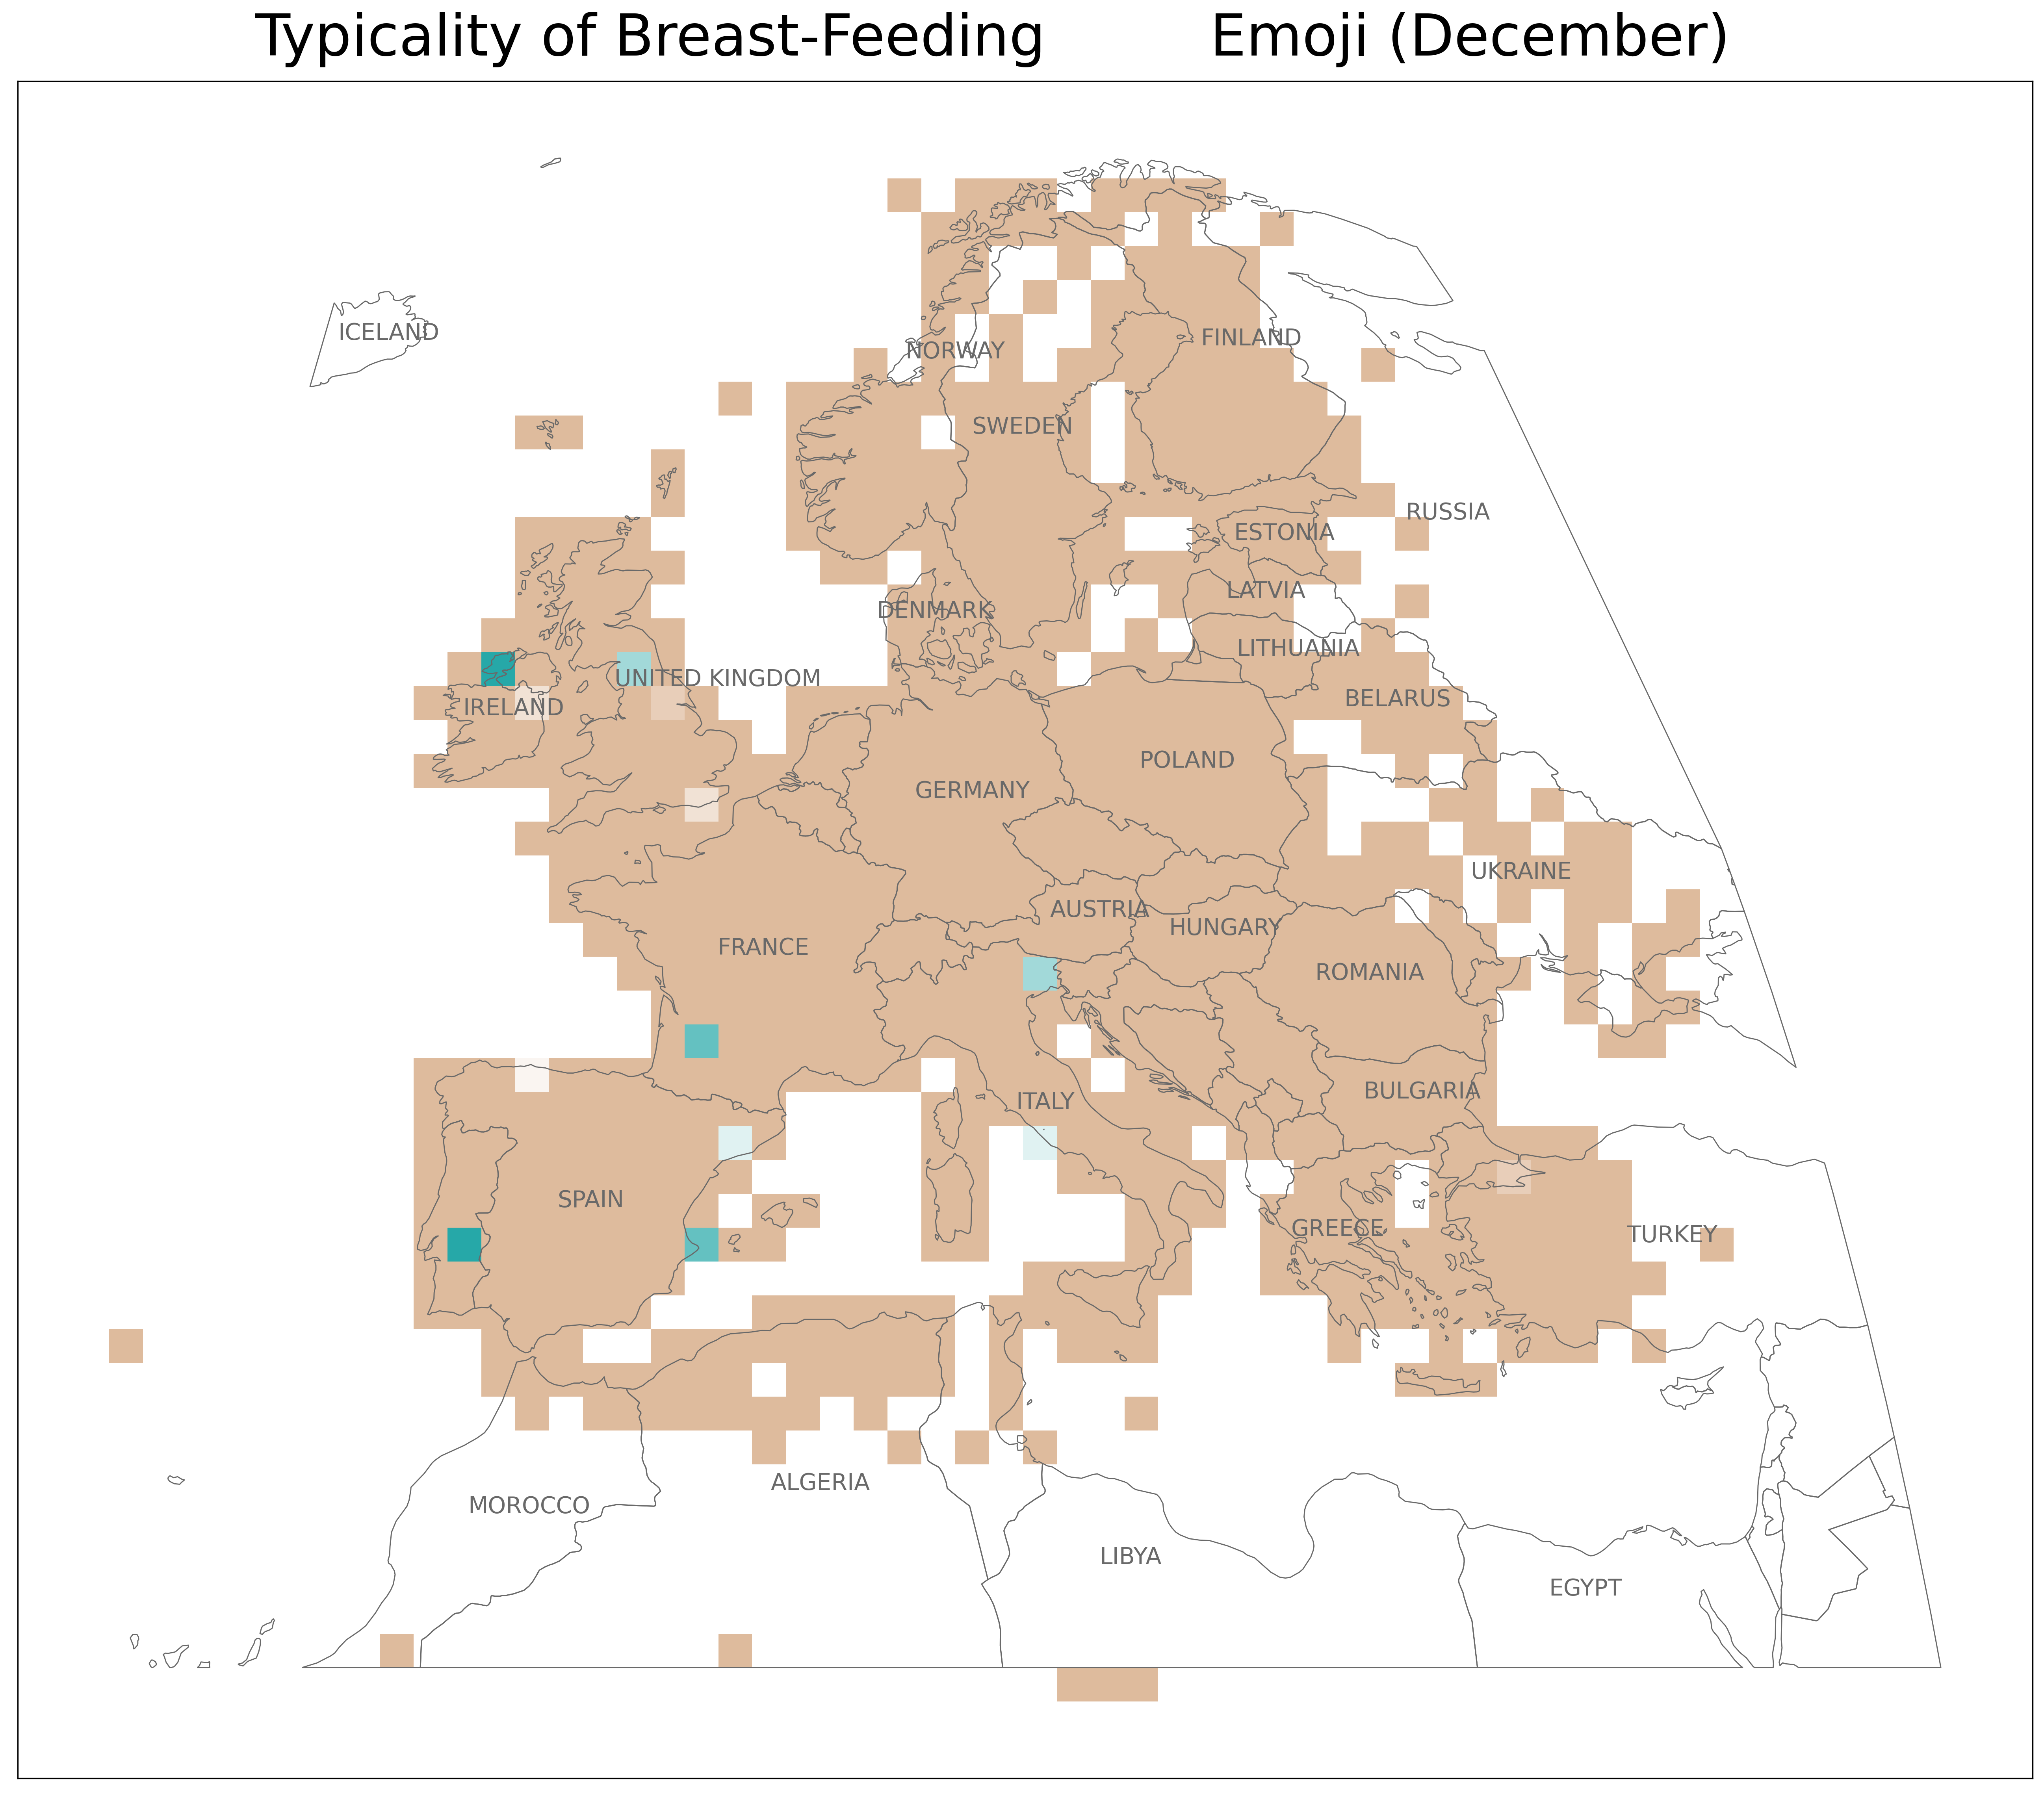 Typicality of Breast-Feeding Emoji (December)
ICELAND
NORWAY
FINLAND
SWEDEN
RUSSIA
ESTONIA
LATVIA
DENMARK
LITHUANIA
UNITED KINGDOM
IRELAND
BELARUS
POLAND
GERMANY
UKRAINE
AUSTRIA
HUNGARY
FRANCE
ROMANIA
BULGARIA
ITALY
SPAIN
GREECE
TURKEY
ALGERIA
MOROCCO
LIBYA
EGYPT